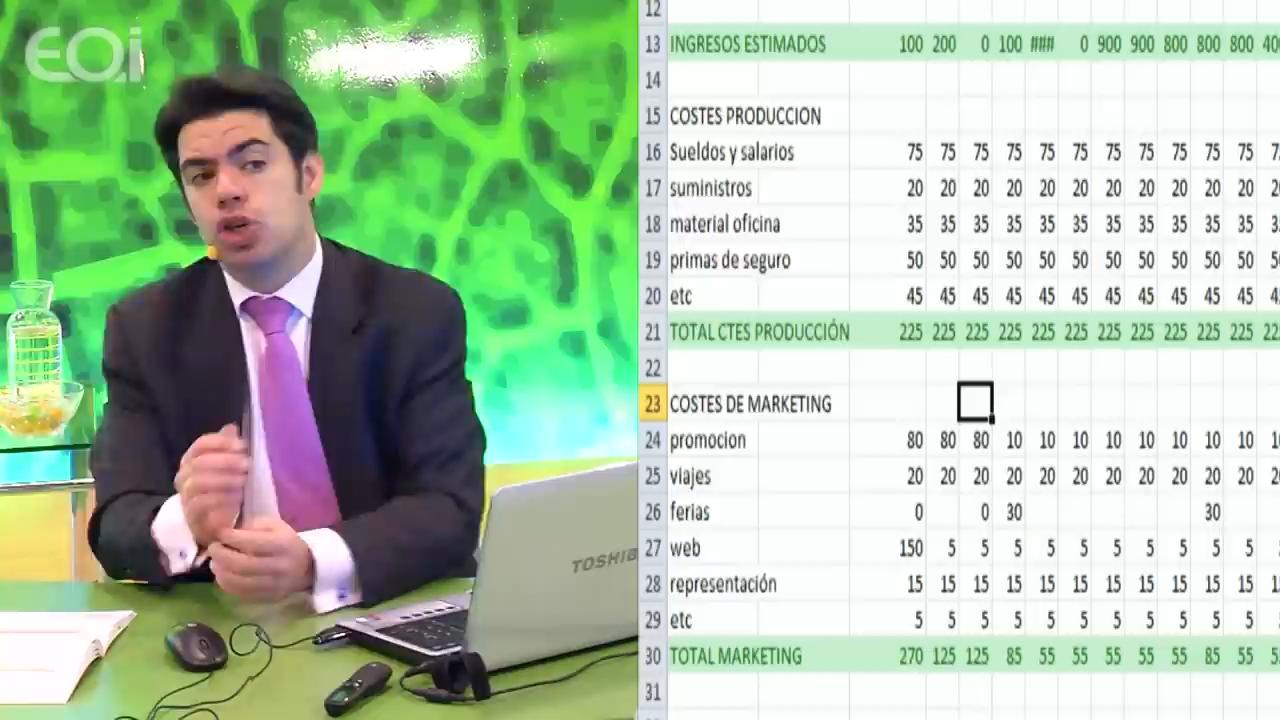 EOi
12
13 INGRESOS ESTIMADOS 100 200 0 100 ### 0 900 900 800 800 800
14
15 COSTES PRODUCCION
16 Sueldos y salarios 75 75 75 75 75 75 75 75 75 75 75
17 suministros 20 20 20 20 20 20 20 20 20 20 20
18 material oficina 35 35 35 35 35 35 35 35 35 35 35
19 primas de seguro 50 50 50 50 50 50 50 50 50 50 50
20 etc 45 45 45 45 45 45 45 45 45 45 45
21 TOTAL CTES PRODUCCIÓN 225 225 225 225 225 225 225 225 225 225 225
22
23 COSTES DE MARKETING
24 promocion 80 80 80 10 10 10 10 10 10 10 10
25 viajes 20 20 20 20 20 20 20 20 20 20 20
26 ferias 0 0 30 30
27 web 150 5 5 5 5 5 5 5 5 5 5
28 representación 15 15 15 15 15 15 15 15 15 15 15
29 etc 5 5 5 5 5 5 5 5 5 5 5
30 TOTAL MARKETING 270 125 125 85 55 55 55 55 55 85 55
31
TOSHIB